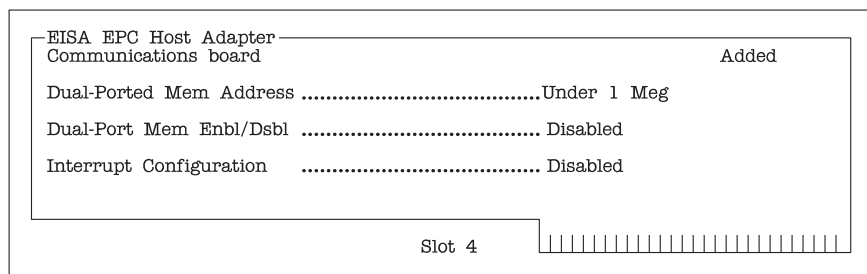 EISA EPC Host Adapter
Communications board Added
Dual-Ported Mem Address ........................................ Under 1 Meg
Dual-Port Mem Enbl/Dsbl ........................................ Disabled
Interrupt Configuration ........................................ Disabled
Slot 4